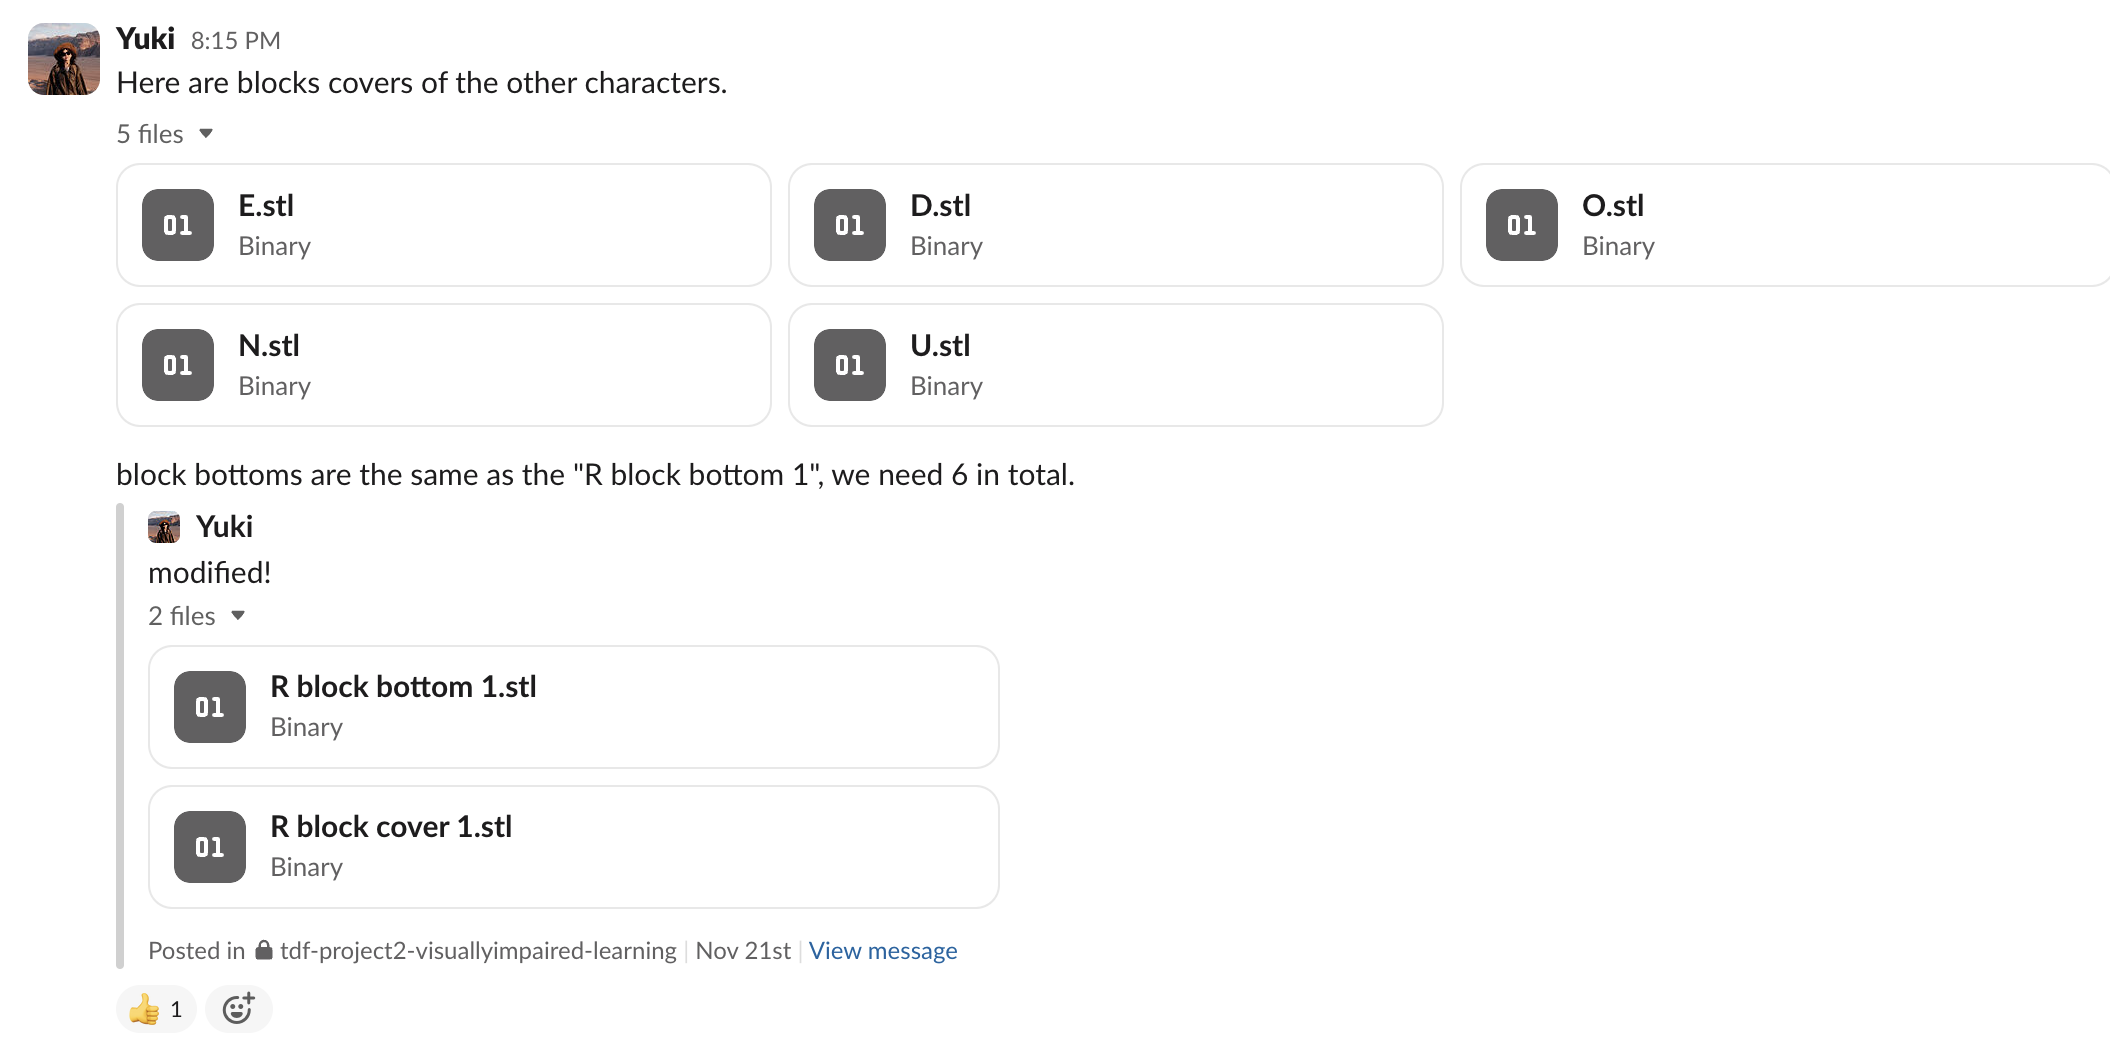 Yuki 8:15 PM
Here are blocks covers of the other characters.
5 files
01 E.stl
Binary
01 D.stl
Binary
01 O.stl
Binary
01 N.stl
Binary
01 U.stl
Binary
block bottoms are the same as the "R block bottom 1", we need 6 in total.
Yuki
modified!
2 files
01 R block bottom 1.stl
Binary
01 R block cover 1.stl
Binary
Posted in tdf-project2-visuallyimpaired-learning | Nov 21st | View message
👍 1